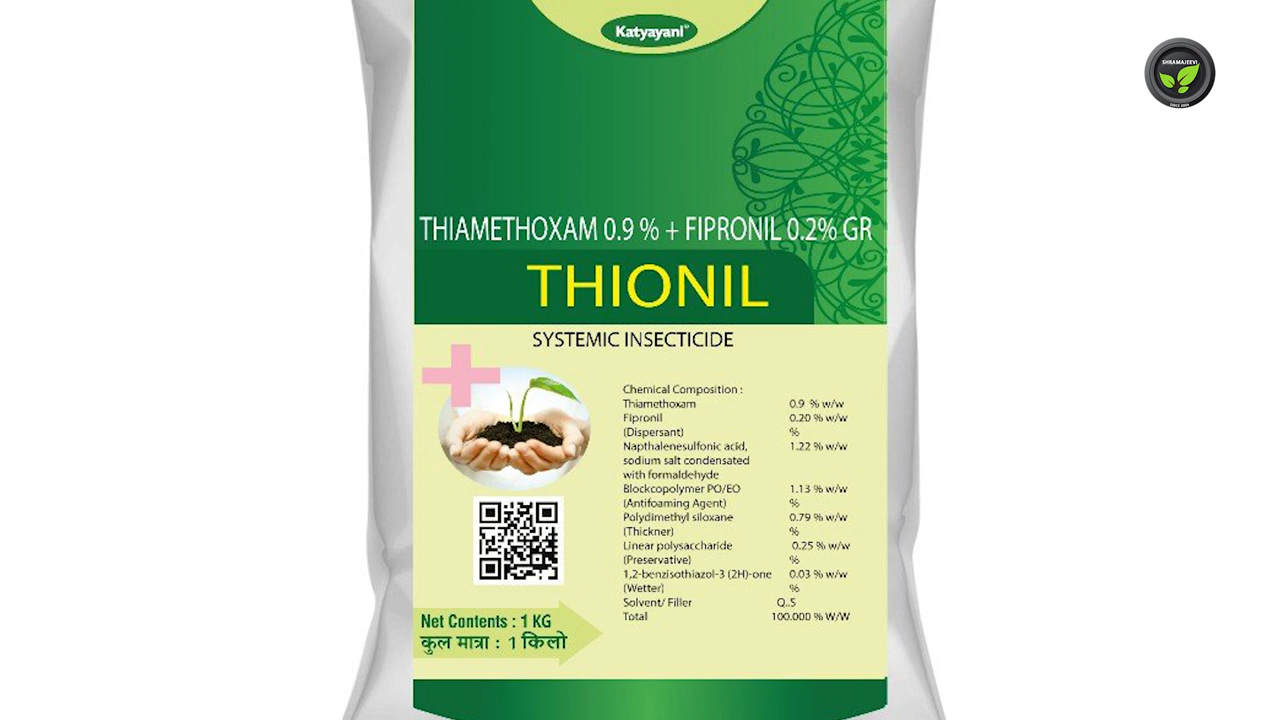 Katyayani®
SHRAMAJEEVI
SINCE 2009
THIAMETHOXAM 0.9 % + FIPRONIL 0.2% GR
THIONIL
SYSTEMIC INSECTICIDE
Chemical Composition :
Thiamethoxam 0.9 % w/w
Fipronil 0.20 % w/w
(Dispersant) %
Napthalenesulfonic acid, 1.22 % w/w
sodium salt condensated
with formaldehyde
Blockcopolymer PO/EO 1.13 % w/w
(Antifoaming Agent) %
Polydimethyl siloxane 0.79 % w/w
(Thickner) %
Linear polysaccharide 0.25 % w/w
(Preservative) %
1,2-benzisothiazol-3 (2H)-one 0.03 % w/w
(Wetter) %
Solvent/ Filler Q..S
Total 100.000 % W/W
Net Contents : 1 KG
कुल मात्रा : 1 किलो